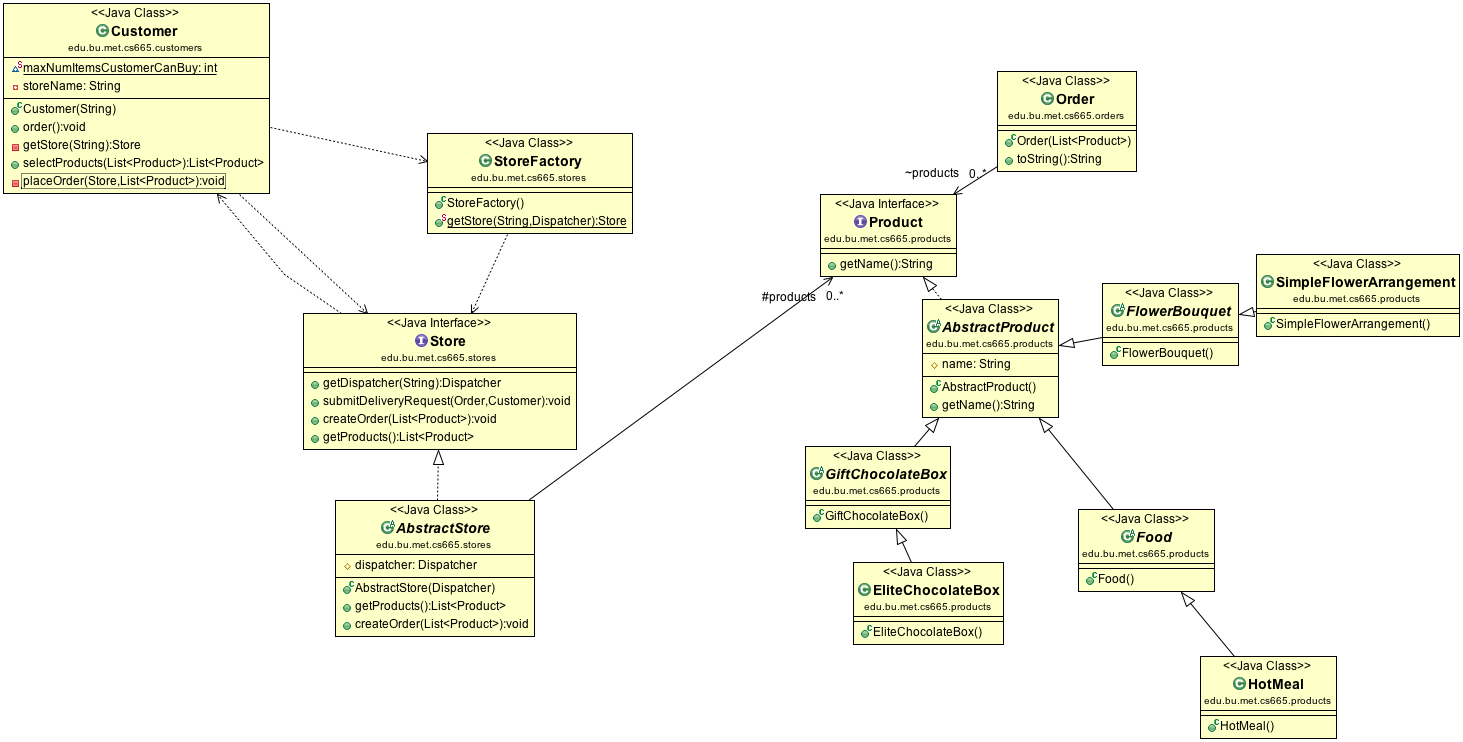 <<Java Class>>
Customer
edu.bu.met.cs665.customers
maxNumItemsCustomerCanBuy: int
storeName: String
Customer(String)
order():void
getStore(String):Store
selectProducts(List<Product>):List<Product>
placeOrder(Store,List<Product>):void
<<Java Class>>
StoreFactory
edu.bu.met.cs665.stores
StoreFactory()
getStore(String,Dispatcher):Store
<<Java Interface>>
Store
edu.bu.met.cs665.stores
getDispatcher(String):Dispatcher
submitDeliveryRequest(Order,Customer):void
createOrder(List<Product>):void
getProducts():List<Product>
<<Java Class>>
AbstractStore
edu.bu.met.cs665.stores
dispatcher: Dispatcher
AbstractStore(Dispatcher)
getProducts():List<Product>
createOrder(List<Product>):void
<<Java Class>>
Order
edu.bu.met.cs665.orders
Order(List<Product>)
toString():String
~products 0..*
<<Java Interface>>
Product
edu.bu.met.cs665.products
getName():String
#products 0..*
<<Java Class>>
AbstractProduct
edu.bu.met.cs665.products
name: String
AbstractProduct()
getName():String
<<Java Class>>
FlowerBouquet
edu.bu.met.cs665.products
FlowerBouquet()
<<Java Class>>
SimpleFlowerArrangement
edu.bu.met.cs665.products
SimpleFlowerArrangement()
<<Java Class>>
GiftChocolateBox
edu.bu.met.cs665.products
GiftChocolateBox()
<<Java Class>>
EliteChocolateBox
edu.bu.met.cs665.products
EliteChocolateBox()
<<Java Class>>
Food
edu.bu.met.cs665.products
Food()
<<Java Class>>
HotMeal
edu.bu.met.cs665.products
HotMeal()